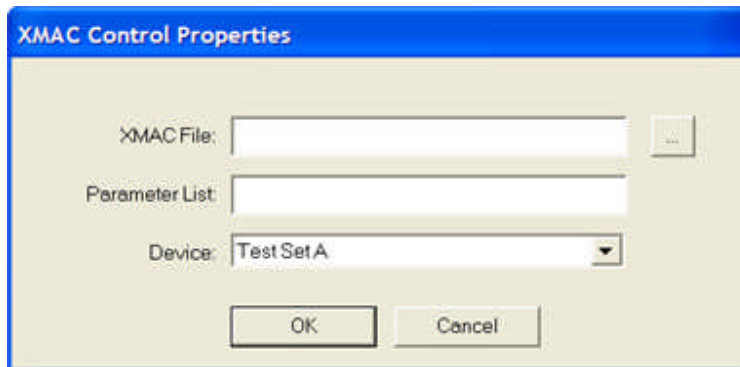 XMAC Control Properties
XMAC File:
...
Parameter List:
Device: Test Set A
OK Cancel